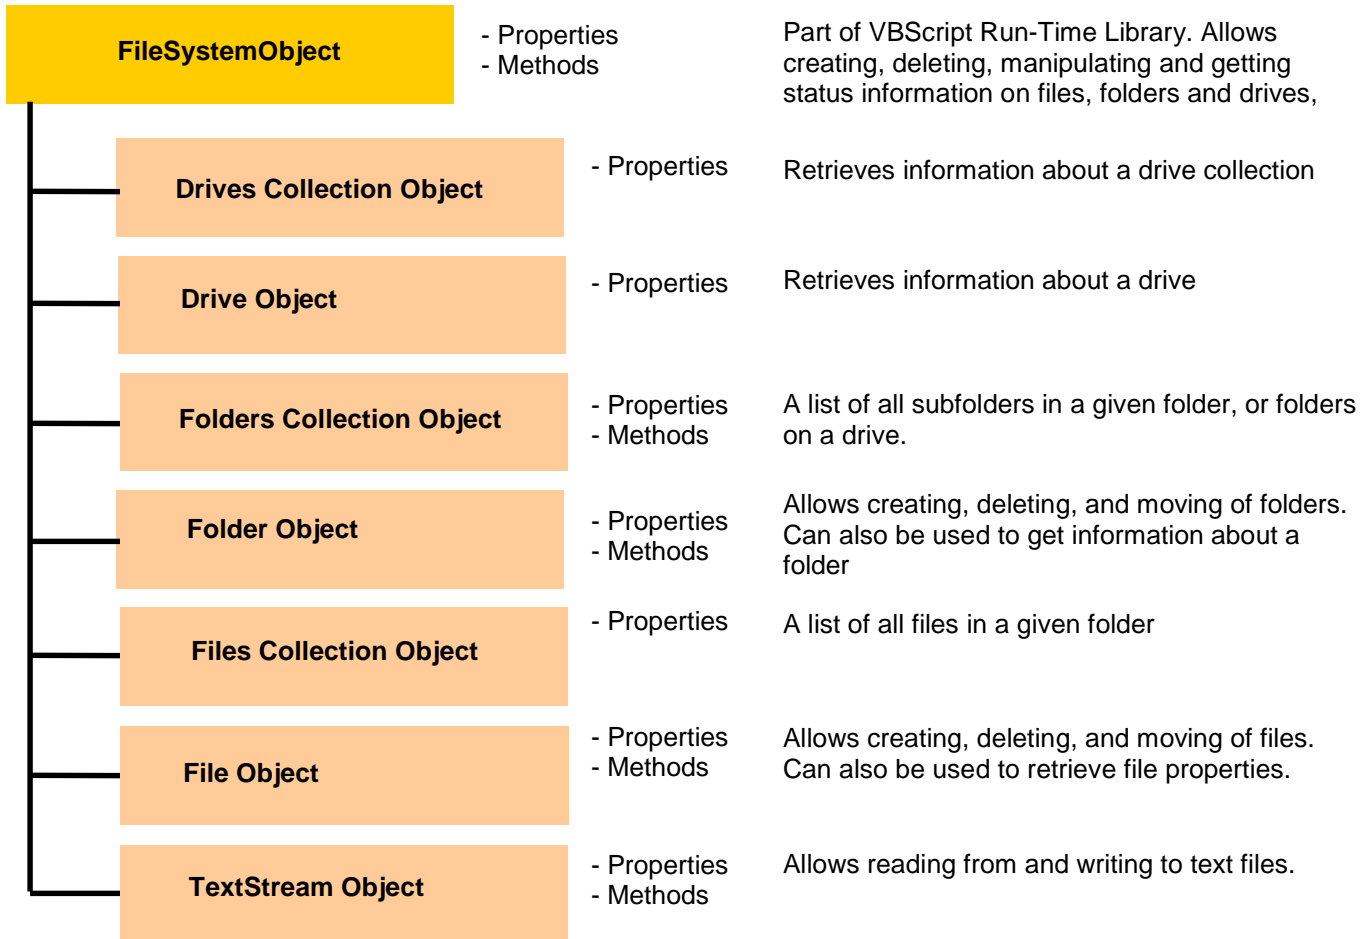 FileSystemObject
- Properties
- Methods
Part of VBScript Run-Time Library. Allows
creating, deleting, manipulating and getting
status information on files, folders and drives,
Drives Collection Object
- Properties
Retrieves information about a drive collection
Drive Object
- Properties
Retrieves information about a drive
Folders Collection Object
- Properties
- Methods
A list of all subfolders in a given folder, or folders
on a drive.
Folder Object
- Properties
- Methods
Allows creating, deleting, and moving of folders.
Can also be used to get information about a
folder
Files Collection Object
- Properties
A list of all files in a given folder
File Object
- Properties
- Methods
Allows creating, deleting, and moving of files.
Can also be used to retrieve file properties.
TextStream Object
- Properties
- Methods
Allows reading from and writing to text files.